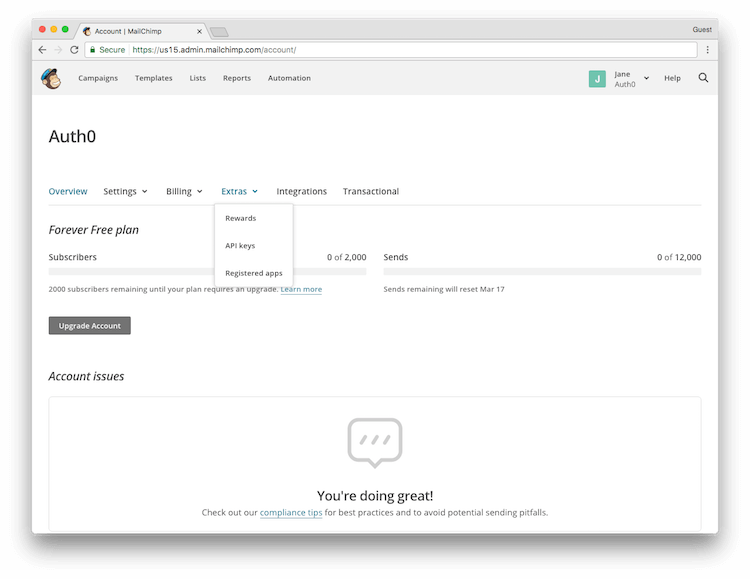 Account | MailChimp
Guest
Secure https://us15.admin.mailchimp.com/account/
Campaigns Templates Lists Reports Automation
J Jane Help
Auth0
Auth0
Overview Settings Billing Extras Integrations Transactional
Rewards
API keys
Registered apps
Forever Free plan
Subscribers 0 of 2,000
2000 subscribers remaining until your plan requires an upgrade. Learn more
Sends 0 of 12,000
Sends remaining will reset Mar 17
Upgrade Account
Account issues
You're doing great!
Check out our compliance tips for best practices and to avoid potential sending pitfalls.